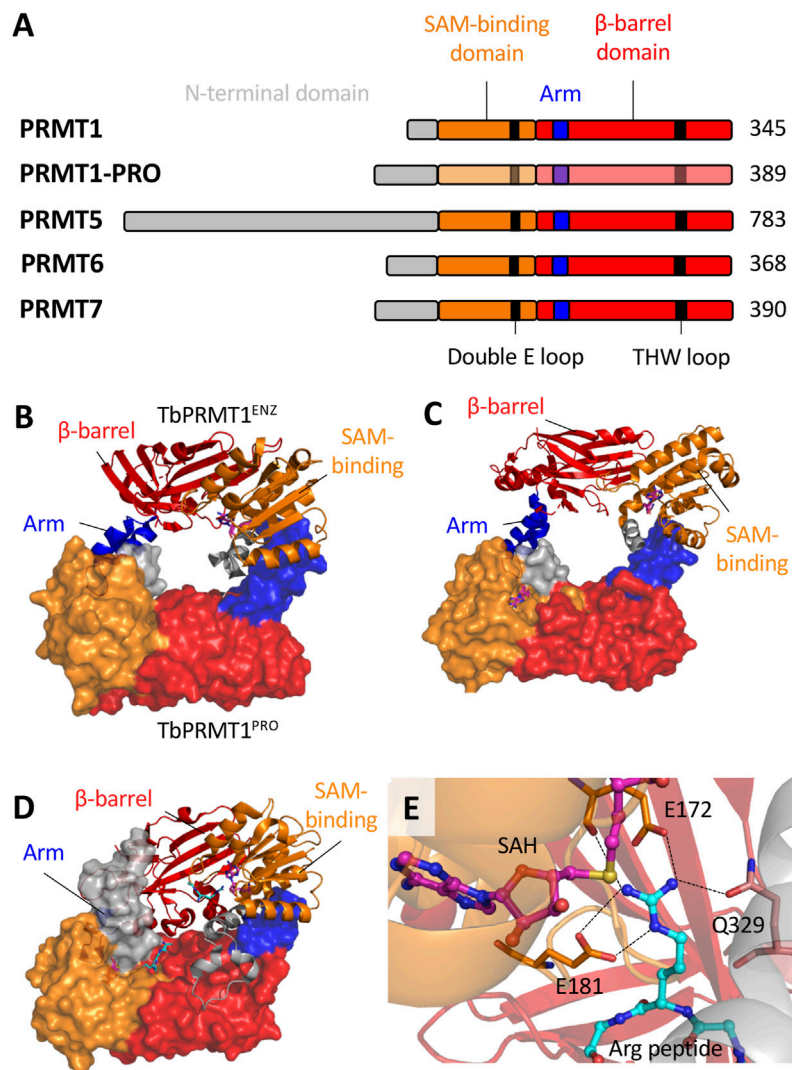 A
SAM-binding
domain
β-barrel
domain
N-terminal domain
Arm
PRMT1
345
PRMT1-PRO
389
PRMT5
783
PRMT6
368
PRMT7
390
Double E loop
THW loop
B
TbPRMT1ENZ
β-barrel
SAM-
binding
Arm
TbPRMT1PRO
C
β-barrel
Arm
SAM-
binding
D
β-barrel
SAM-
binding
Arm
E
E172
SAH
Q329
E181
Arg peptide